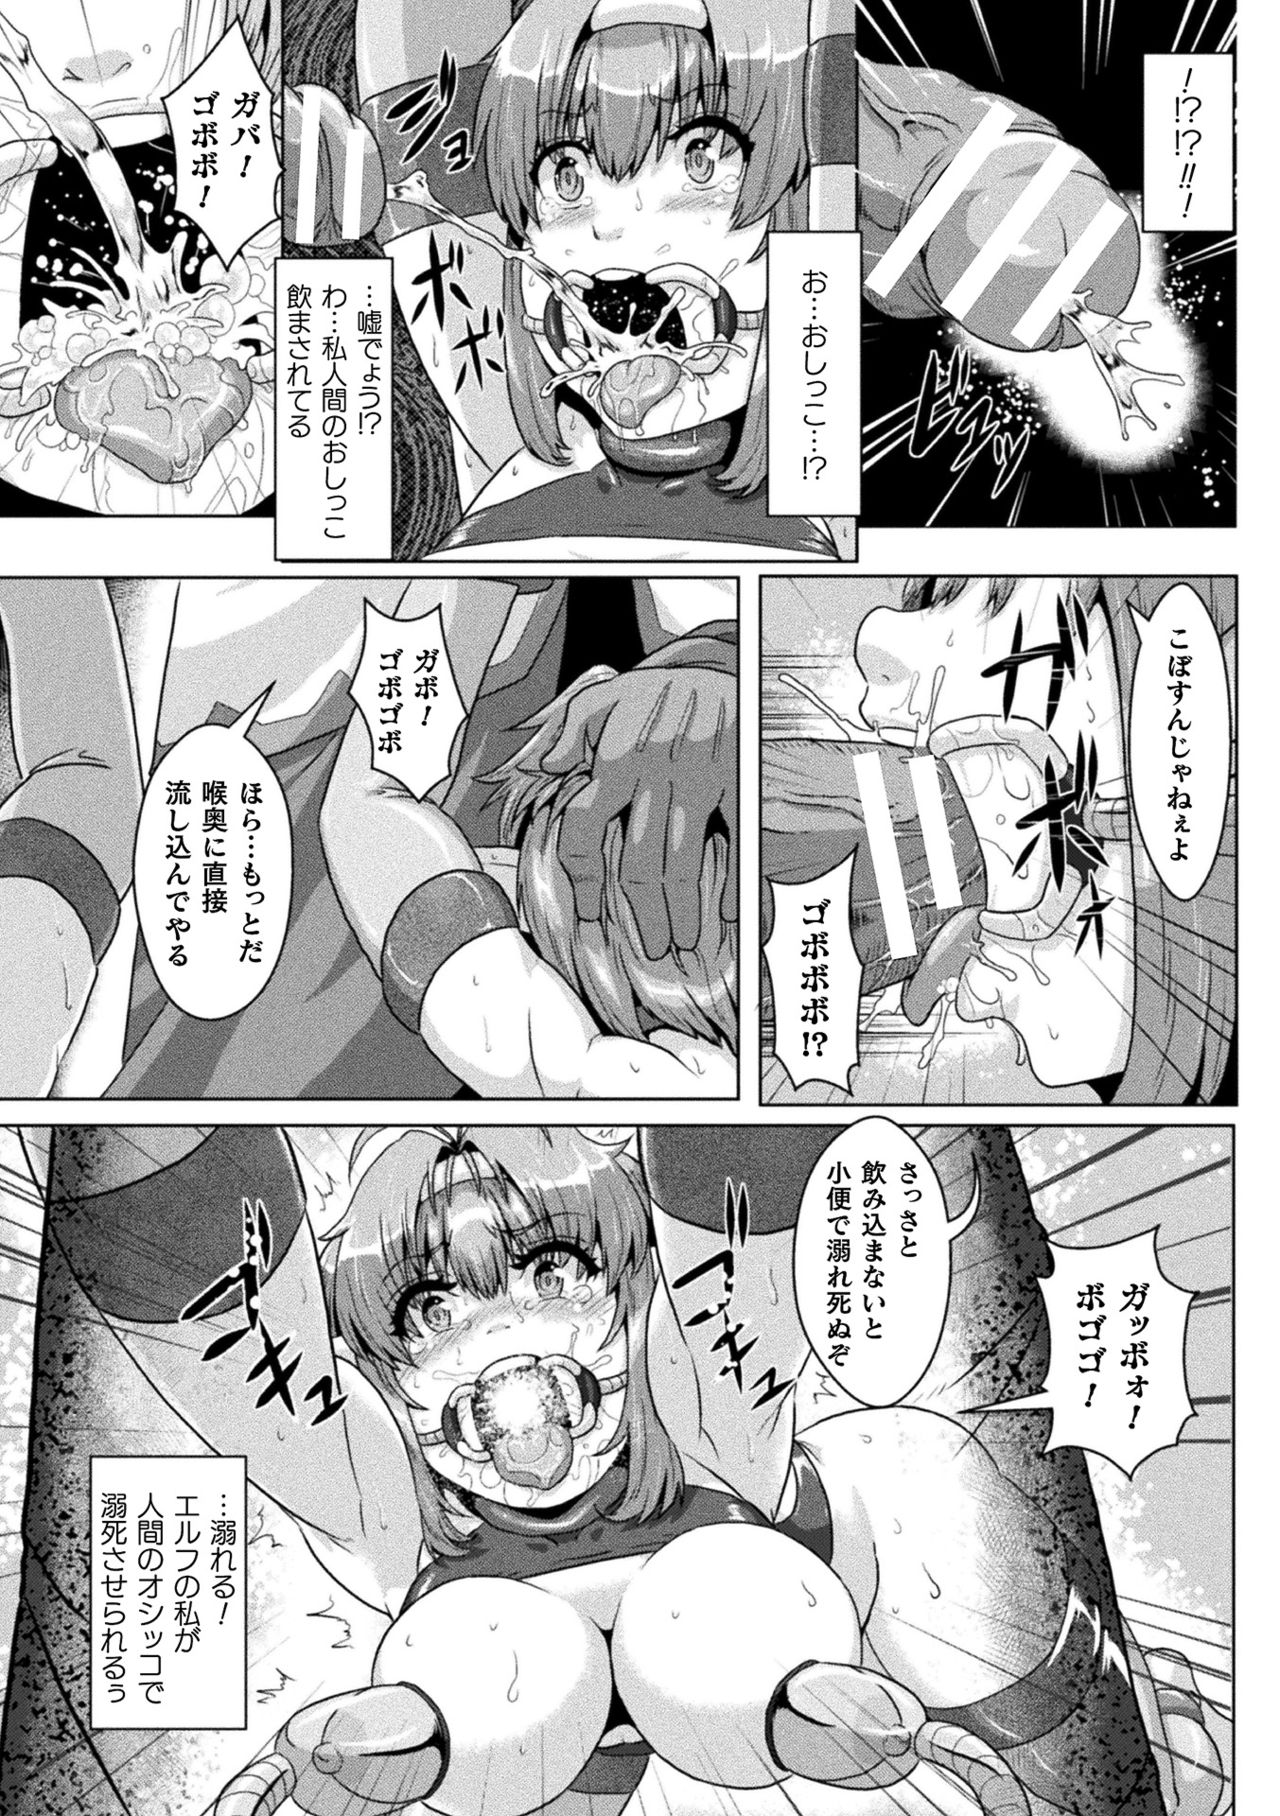 ！？！？！！！
ビュッ
お…おしっこ…！？
ジョ
ボボボ
…嘘でしょう！？
わ…私人間のおしっこ
飲まされてる
ガバ！
ゴボボ！
こぼすんじゃねぇよ
ゴボボボ！？
ガボ！
ゴボゴボ
ほら…もっとだ
喉奥に直接
流し込んでやる
ガッボォ！
ボゴゴ！
さっさと
飲み込まないと
小便で溺れ死ぬぞ
ギュ
ギュ
…溺れる！
エルフの私が
人間のオシッコで
溺死させられるぅ